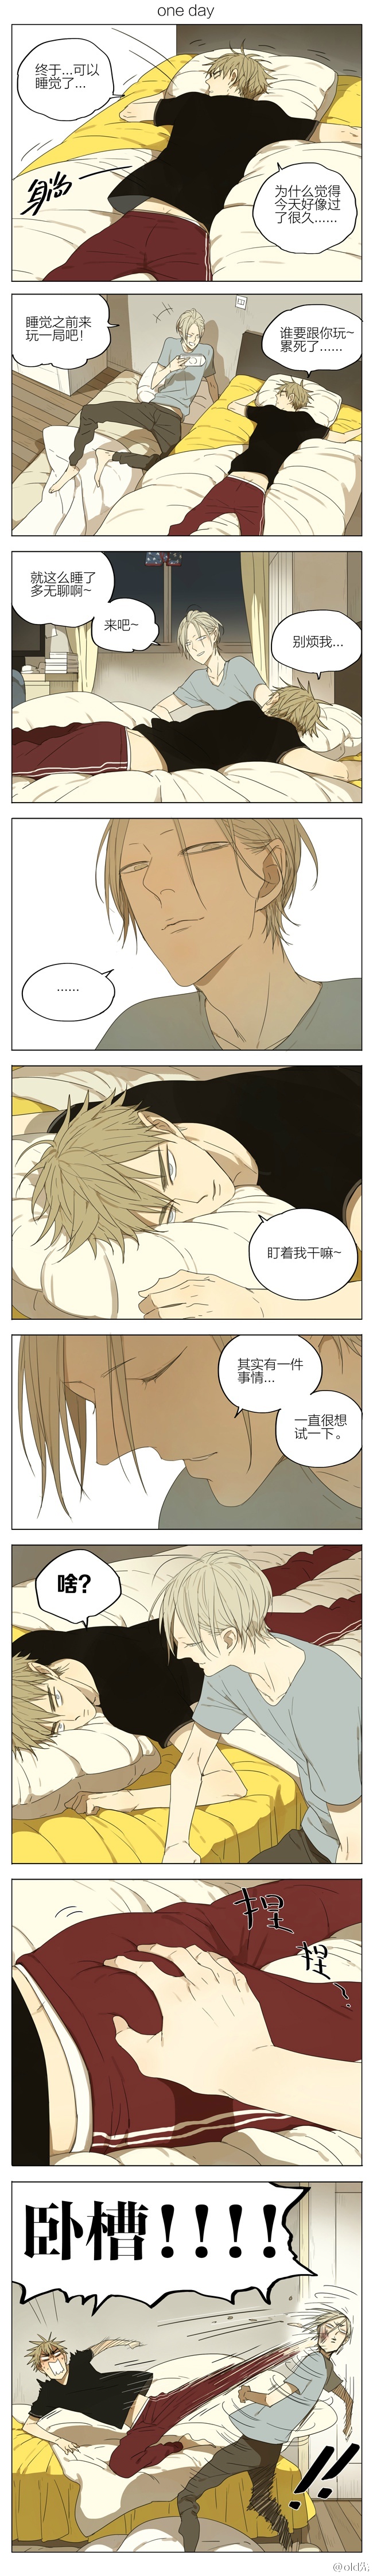 one day
终于...可以
睡觉了...
躺
为什么觉得
今天好像过
了很久......
睡觉之前来
玩一局吧！
谁要跟你玩~
累死了......
就这么睡了
多无聊啊~
来吧~
别烦我...
......
盯着我干嘛~
其实有一件
事情...
一直很想
试一下。
啥？
捏
捏
~
卧槽！！！！
!!
@old先